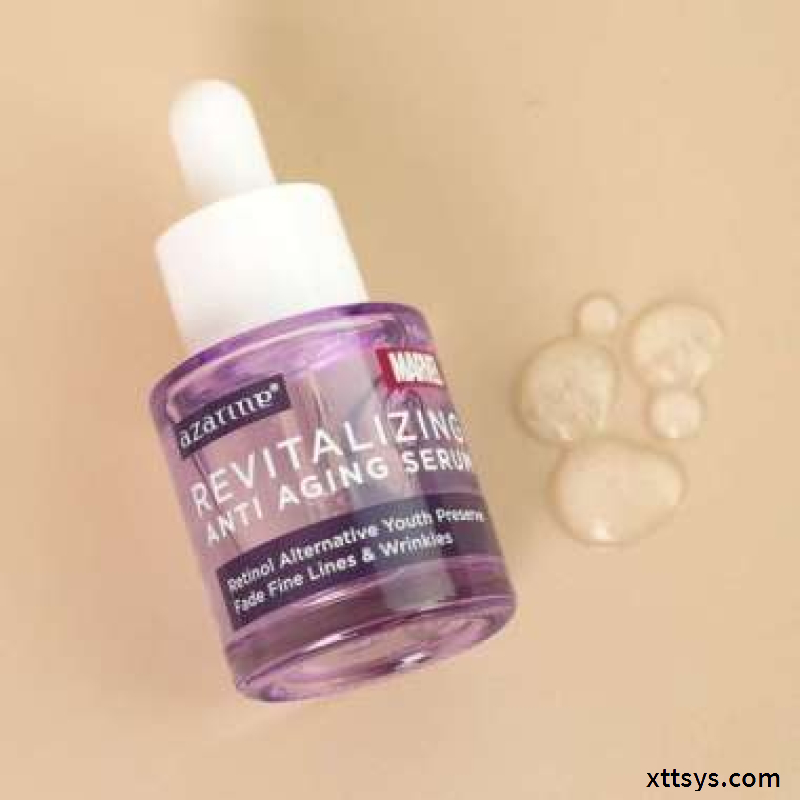 MARVEL
azarine®
REVITALIZING
ANTI AGING SERUM
Retinol Alternative Youth Preserve
Fade Fine Lines & Wrinkles
xttsys.com